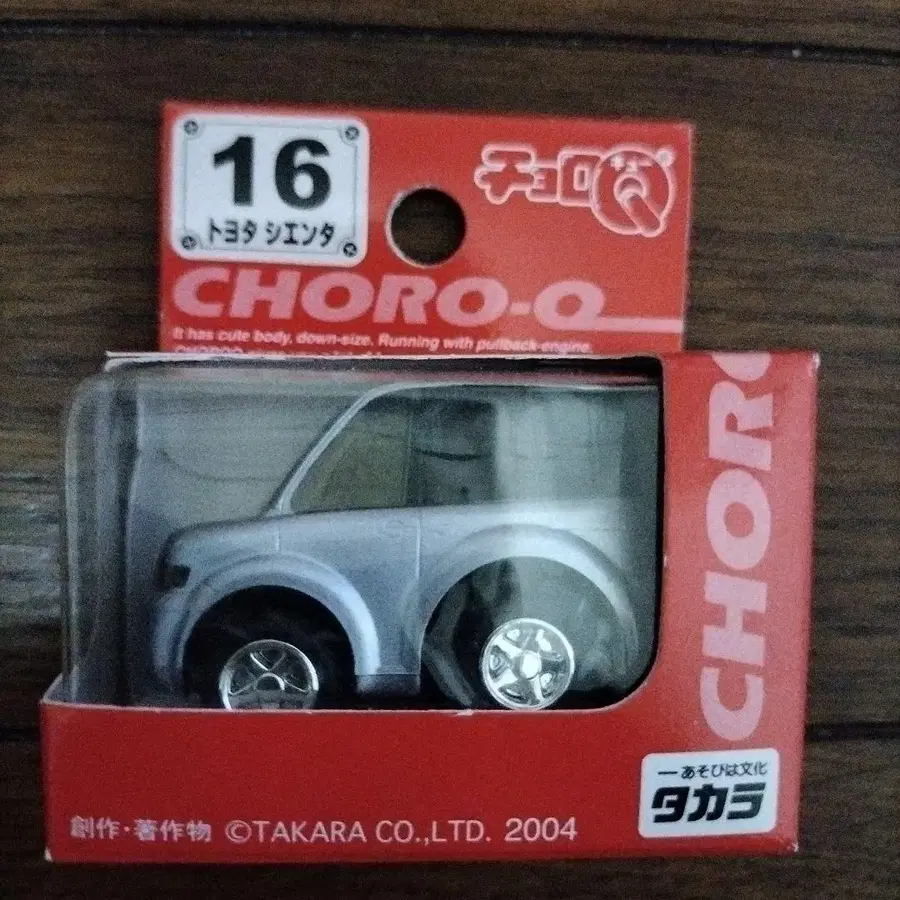 16
トヨタ シエンタ
チョロQ
CHORO-Q
It has cute body, down-size. Running with pullback-engine.
CHORO
ーあそびは文化
タカラ
創作・著作物 ©TAKARA CO.,LTD. 2004